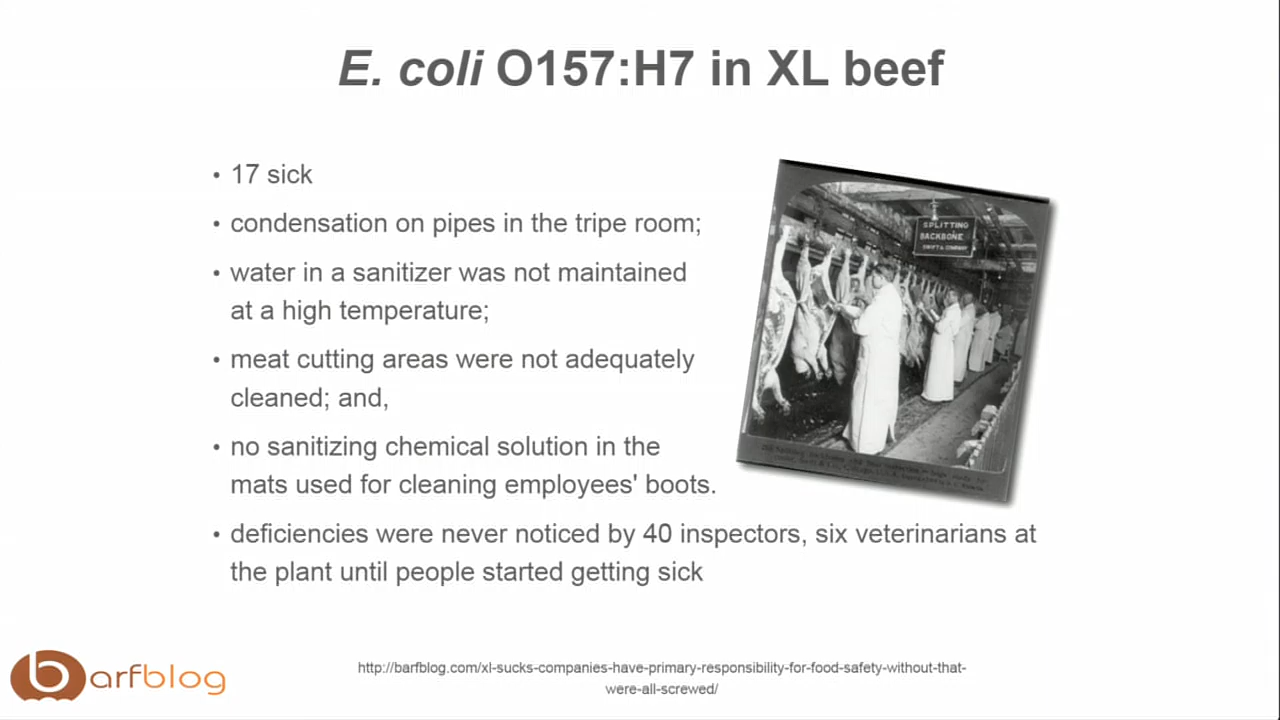 E. coli O157:H7 in XL beef
• 17 sick
• condensation on pipes in the tripe room;
• water in a sanitizer was not maintained
at a high temperature;
• meat cutting areas were not adequately
cleaned; and,
• no sanitizing chemical solution in the
mats used for cleaning employees' boots.
• deficiencies were never noticed by 40 inspectors, six veterinarians at
the plant until people started getting sick
SPLITTING
BACKBONE
SWIFT & COMPANY
barfblog
http://barfblog.com/xl-sucks-companies-have-primary-responsibility-for-food-safety-without-that-
were-all-screwed/